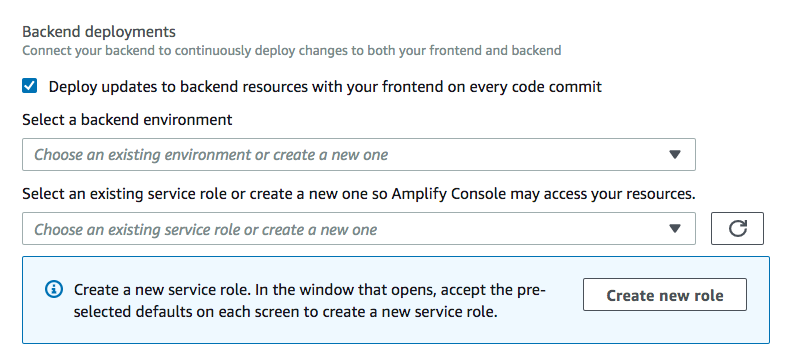 Backend deployments
Connect your backend to continuously deploy changes to both your frontend and backend
Deploy updates to backend resources with your frontend on every code commit
Select a backend environment
Choose an existing environment or create a new one
Select an existing service role or create a new one so Amplify Console may access your resources.
Choose an existing service role or create a new one
Create a new service role. In the window that opens, accept the pre-
selected defaults on each screen to create a new service role.
Create new role